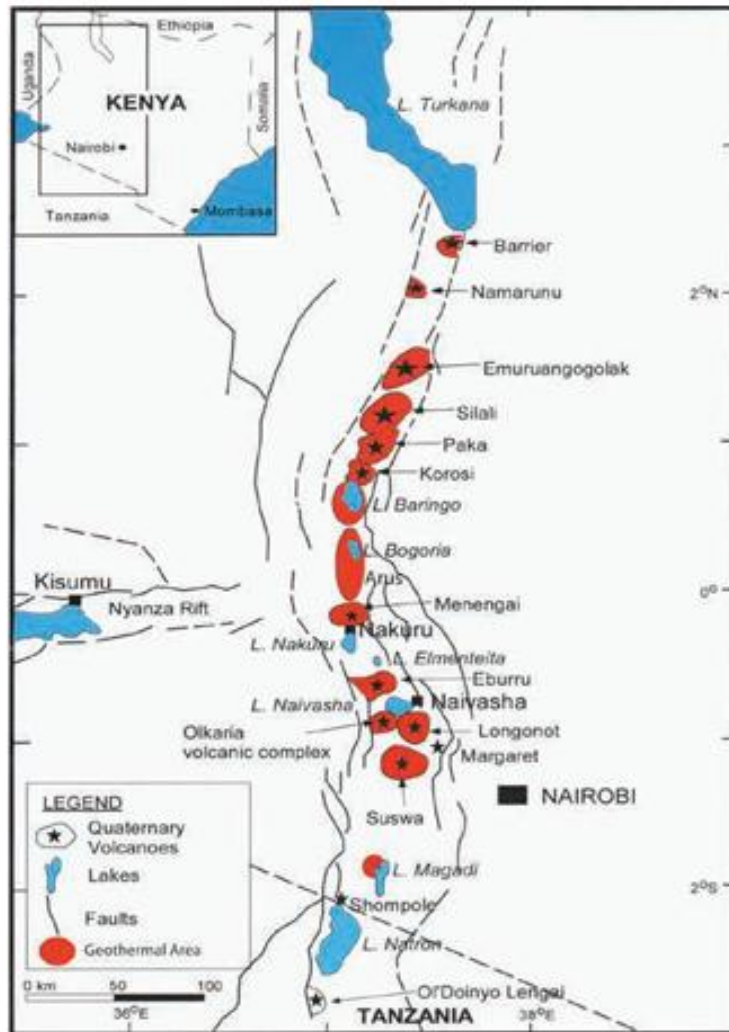 Ethiopia
Uganda
KENYA
Somalia
Nairobi
Tanzania
Mombasa
L. Turkana
Barrier
Namarunu
2°N
Emuruangogolak
Silali
Paka
Korosi
L. Baringo
L. Bogoria
Arus
Kisumu
Nyanza Rift
Menengai
0°
Nakuru
L. Nakuru
L. Elmenteita
Eburru
L. Naivasha
Naivasha
Olkaria
volcanic complex
Longonot
Margaret
NAIROBI
Suswa
LEGEND
Quaternary
Volcanoes
Lakes
Faults
Geothermal Area
0 km 50 100
L. Magadi
2°S
Shompole
L. Natron
Ol'Doinyo Lengai
36°E
TANZANIA
38°E